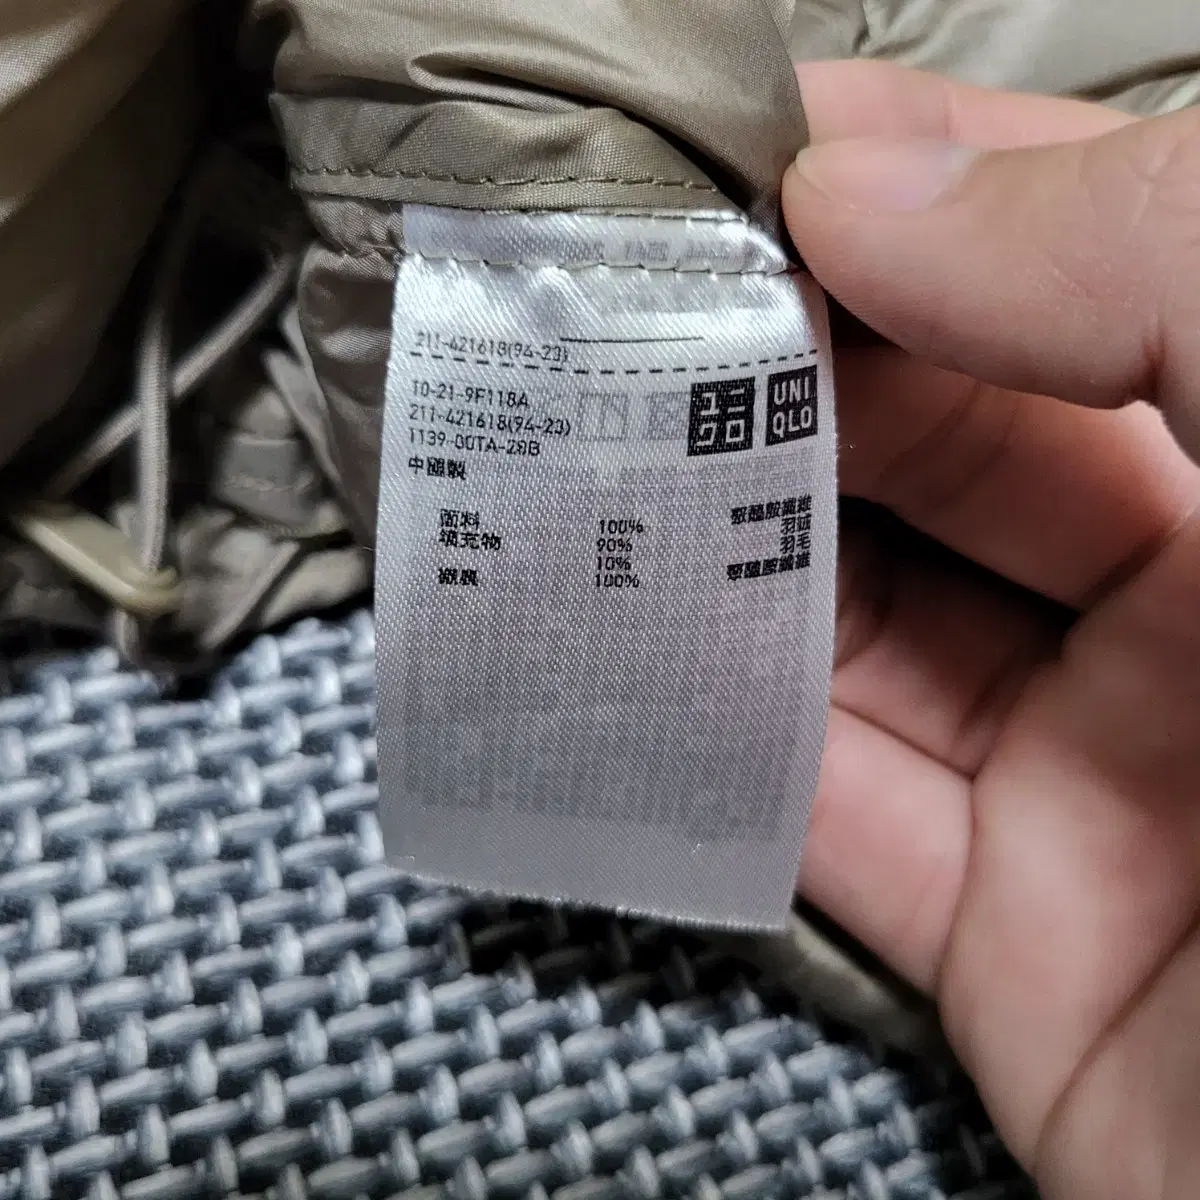 211-421618(94-23)
10-21-9F118A
211-421618(94-23)
1139-00TA-28B
中國製
ユニ
クロ
UNI
QLO
面料 100% 聚醯胺纖維
填充物 90% 羽絨
10% 羽毛
襯裏 100% 聚醯胺纖維